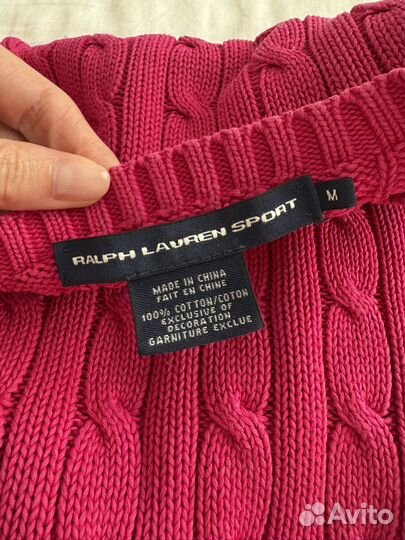 RALPH LAUREN SPORT
M
MADE IN CHINA
FAIT EN CHINE
100% COTTON/COTON
EXCLUSIVE OF
DECORATION
GARNITURE EXCLUE
Avito